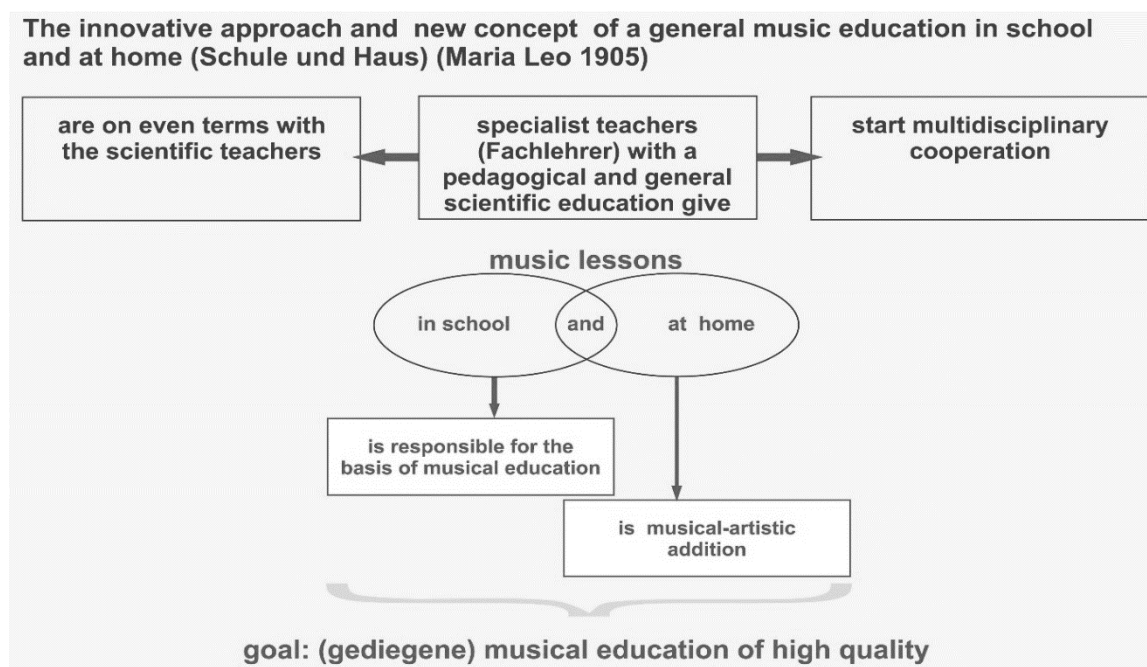 The innovative approach and new concept of a general music education in school
and at home (Schule und Haus) (Maria Leo 1905)
are on even terms with
the scientific teachers
specialist teachers
(Fachlehrer) with a
pedagogical and general
scientific education give
start multidisciplinary
cooperation
music lessons
in school
and
at home
is responsible for the
basis of musical education
is musical-artistic
addition
goal: (gediegene) musical education of high quality